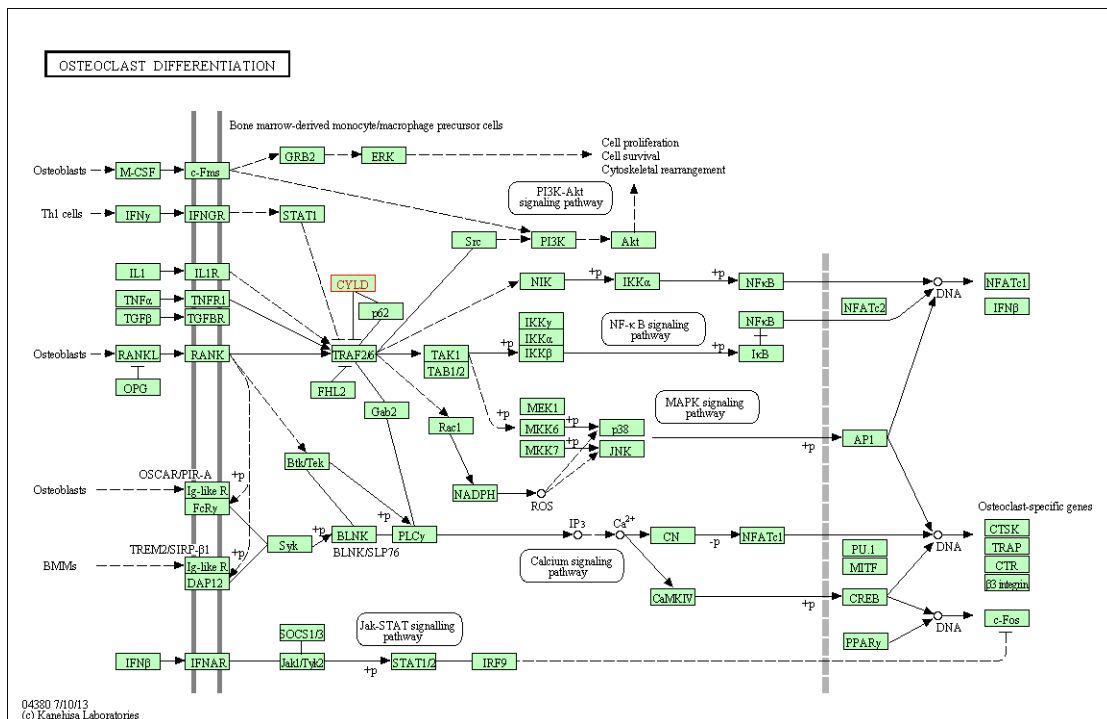 OSTEOCLAST DIFFERENTIATION
Bone marrow-derived monocyte/macrophage precursor cells
Osteoblasts
M-CSF
c-Fms
GRB2
ERK
Cell proliferation
Cell survival
Cytoskeletal rearrangement
PI3K-Akt
signaling pathway
Th1 cells
IFNγ
IFNGR
STAT1
Src
PI3K
Akt
IL1
IL1R
CYLD
NIK
+p
IKKα
+p
NFκB
DNA
NFATc1
TNFα
TNFR1
p62
NFATc2
IFNβ
TGFβ
TGFBR
IKKγ
IKKα
IKKβ
NF-κB signaling
pathway
NFκB
Osteoblasts
RANKL
RANK
TRAF2/6
TAK1
TAB1/2
+p
+p
IκB
OPG
FHL2
Gab2
Rac1
+p
MEK1
MKK6
+p
p38
MKK7
+p
JNK
MAPK signaling
pathway
+p
AP1
Btk/Tek
OSCAR/PIR-A
+p
Osteoblasts
Ig-like R
FcRγ
NADPH
ROS
Osteoclast-specific genes
Syk
+p
BLNK
BLNK/SLP76
+p
PLCγ
IP3
Ca2+
CN
-p
NFATc1
DNA
CTSK
TRAP
CTR
β3 integrin
PU.1
MITF
TREM2/SIRP-β1
+p
BMMs
Ig-like R
DAP12
Calcium signaling
pathway
CaMKIV
+p
CREB
DNA
c-Fos
PPARγ
SOCS1/3
Jak-STAT signalling
pathway
IFNβ
IFNAR
Jak1/Tyk2
+p
STAT1/2
IRF9
04380 7/10/13
(c) Kanehisa Laboratories